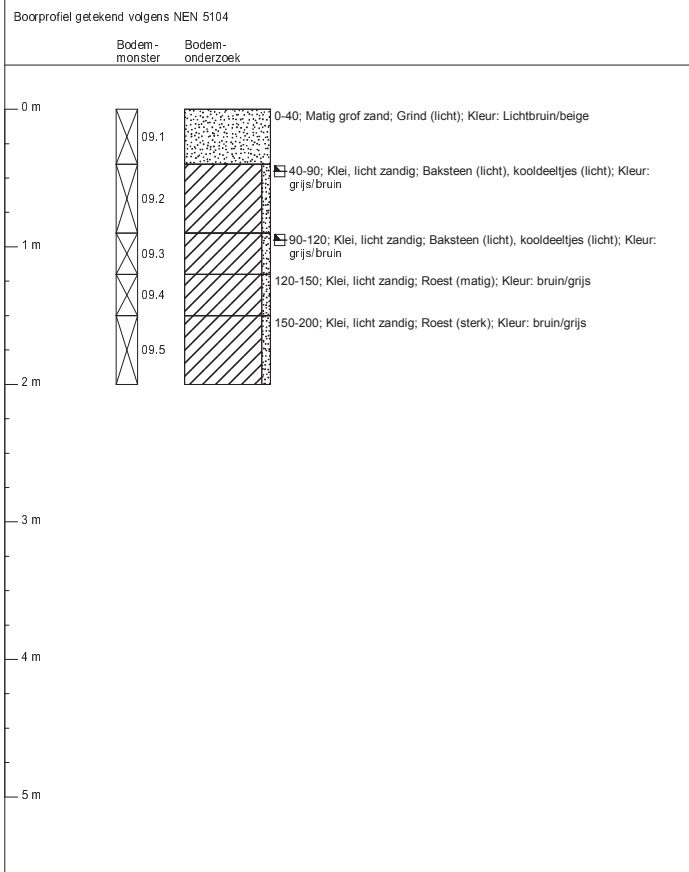 Boorprofiel getekend volgens NEN 5104
Bodem-
monster
Bodem-
onderzoek
0 m
09.1
0-40; Matig grof zand; Grind (licht); Kleur: Lichtbruin/beige
09.2
40-90; Klei, licht zandig; Baksteen (licht), kooldeeltjes (licht); Kleur:
grijs/bruin
1 m
09.3
90-120; Klei, licht zandig; Baksteen (licht), kooldeeltjes (licht); Kleur:
grijs/bruin
09.4
120-150; Klei, licht zandig; Roest (matig); Kleur: bruin/grijs
09.5
150-200; Klei, licht zandig; Roest (sterk); Kleur: bruin/grijs
2 m
3 m
4 m
5 m